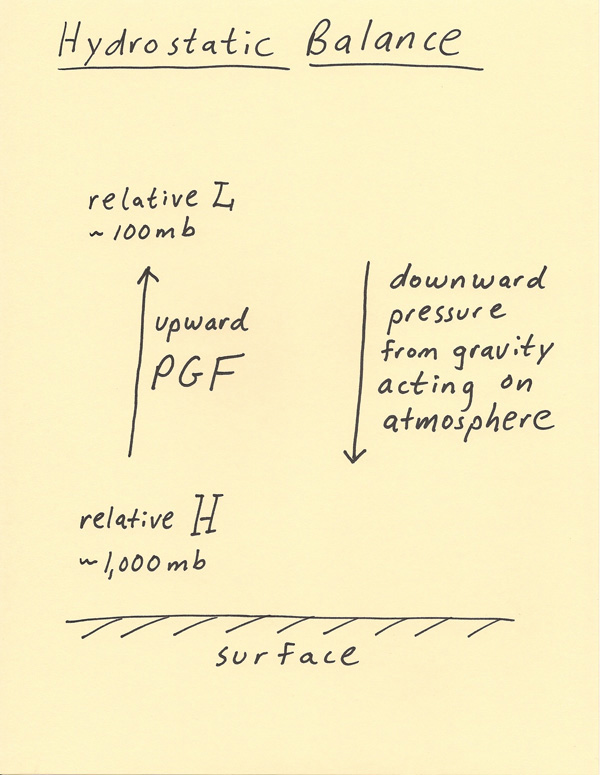 Hydrostatic Balance
relative L
~100mb
upward
PGF
downward
pressure
from gravity
acting on
atmosphere
relative H
~1,000mb
surface